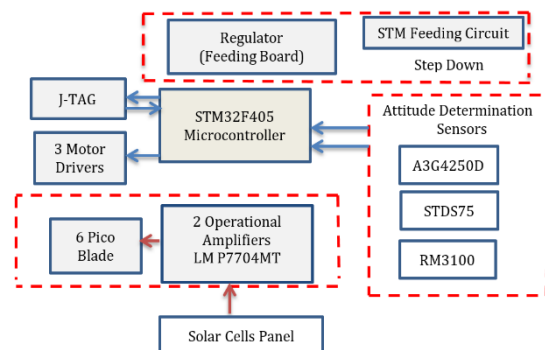 Regulator
(Feeding Board)
STM Feeding Circuit
Step Down
J-TAG
STM32F405
Microcontroller
3 Motor
Drivers
Attitude Determination
Sensors
A3G4250D
STDS75
RM3100
6 Pico
Blade
2 Operational
Amplifiers
LM P7704MT
Solar Cells Panel